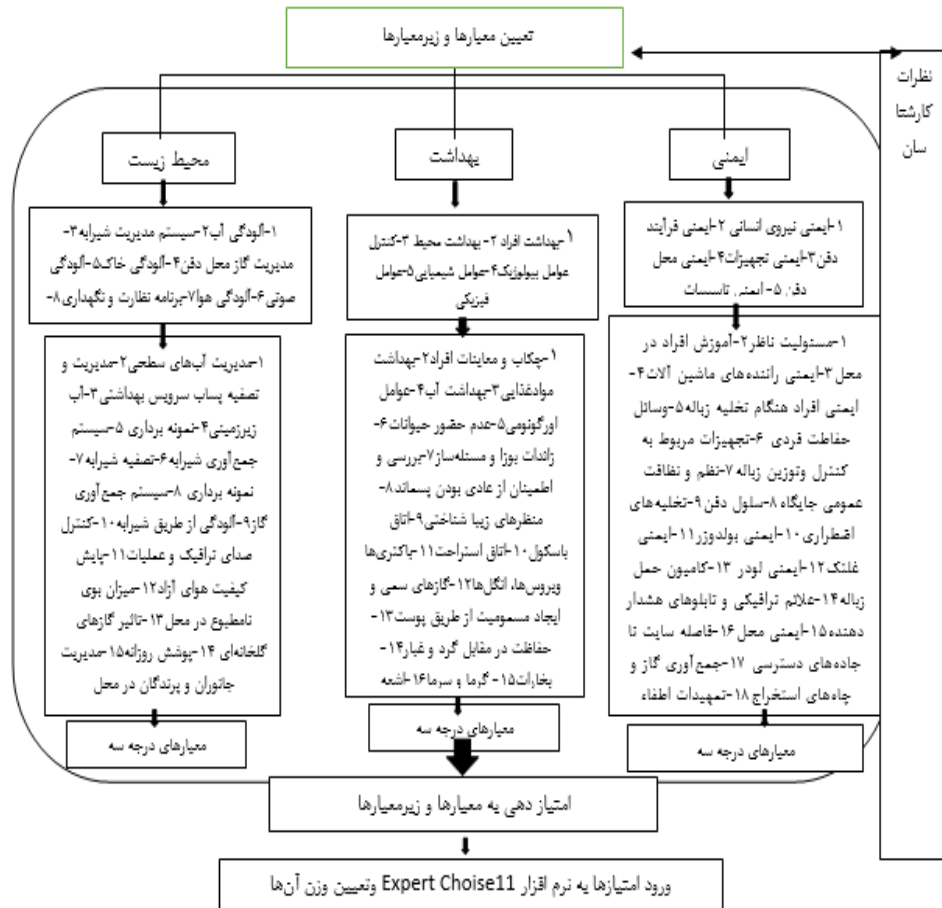 تعیین معیارها و زیرمعیارها
نظرات
کارشنا
سان
ایمنی
بهداشت
محیط زیست
۱-ایمنی نیروی انسانی ۲-ایمنی فرآیند
دفن۳-ایمنی تجهیزات۴-ایمنی محل
دفن ۵- ایمنی تاسیسات
۱-بهداشت افراد ۲- بهداشت محیط ۳-کنترل
عوامل بیولوژیک۴-عوامل شیمیایی۵-عوامل
فیزیکی
۱-آلودگی آب۲-سیستم مدیریت شیرابه۳-
مدیریت گاز محل دفن۴-آلودگی خاک۵-آلودگی
صوتی۶-آلودگی هوا۷-برنامه نظارت و نگهداری۸-
۱-مسئولیت ناظر۲-آموزش افراد در
محل۳-ایمنی راننده‌های ماشین آلات۴-
ایمنی افراد هنگام تخلیه زباله۵-وسائل
حفاظت فردی ۶-تجهیزات مربوط به
کنترل وتوزین زباله۷-نظم و نظافت
عمومی جایگاه۸-سلول دفن۹-تخلیه‌های
اضطراری۱۰-ایمنی بولدوزر۱۱-ایمنی
غلتک۱۲-ایمنی لودر ۱۳-کامیون حمل
زباله۱۴-علائم ترافیکی و تابلوهای هشدار
دهنده۱۵-ایمنی محل۱۶-فاصله سایت تا
جاده‌های دسترسی ۱۷-جمع‌آوری گاز و
چاه‌های استخراج۱۸-تمهیدات اطفاء
۱-چکاب و معاینات افراد۲-بهداشت
موادغذایی۳-بهداشت آب۴-عوامل
اورگونومی۵-عدم حضور حیوانات۶-
زائدات بوزا و مسئله‌ساز۷-بررسی و
اطمینان از عادی بودن پسماند۸-
منظرهای زیبا شناختی۹-اتاق
باسکول۱۰-اتاق استراحت۱۱-باکتری‌ها
ویروس‌ها، انگل‌ها۱۲-گازهای سمی و
ایجاد مسمومیت از طریق پوست۱۳-
حفاظت در مقابل گرد و غبار۱۴-
بخارات۱۵- گرما و سرما۱۶-اشعه
۱-مدیریت آب‌های سطحی۲-مدیریت و
تصفیه پساب سرویس بهداشتی۳-آب
زیرزمینی۴-نمونه برداری ۵-سیستم
جمع‌آوری شیرابه۶-تصفیه شیرابه۷-
نمونه برداری ۸-سیستم جمع‌آوری
گاز۹-آلودگی از طریق شیرابه۱۰-کنترل
صدای ترافیک و عملیات۱۱-پایش
کیفیت هوای آزاد۱۲-میزان بوی
نامطبوع در محل۱۳-تاثیر گازهای
گلخانه‌ای ۱۴-پوشش روزانه۱۵-مدیریت
جانوران و پرندگان در محل
معیارهای درجه سه
معیارهای درجه سه
معیارهای درجه سه
امتیاز دهی به معیارها و زیرمعیارها
ورود امتیازها به نرم افزار Expert Choise11 وتعیین وزن آن‌ها